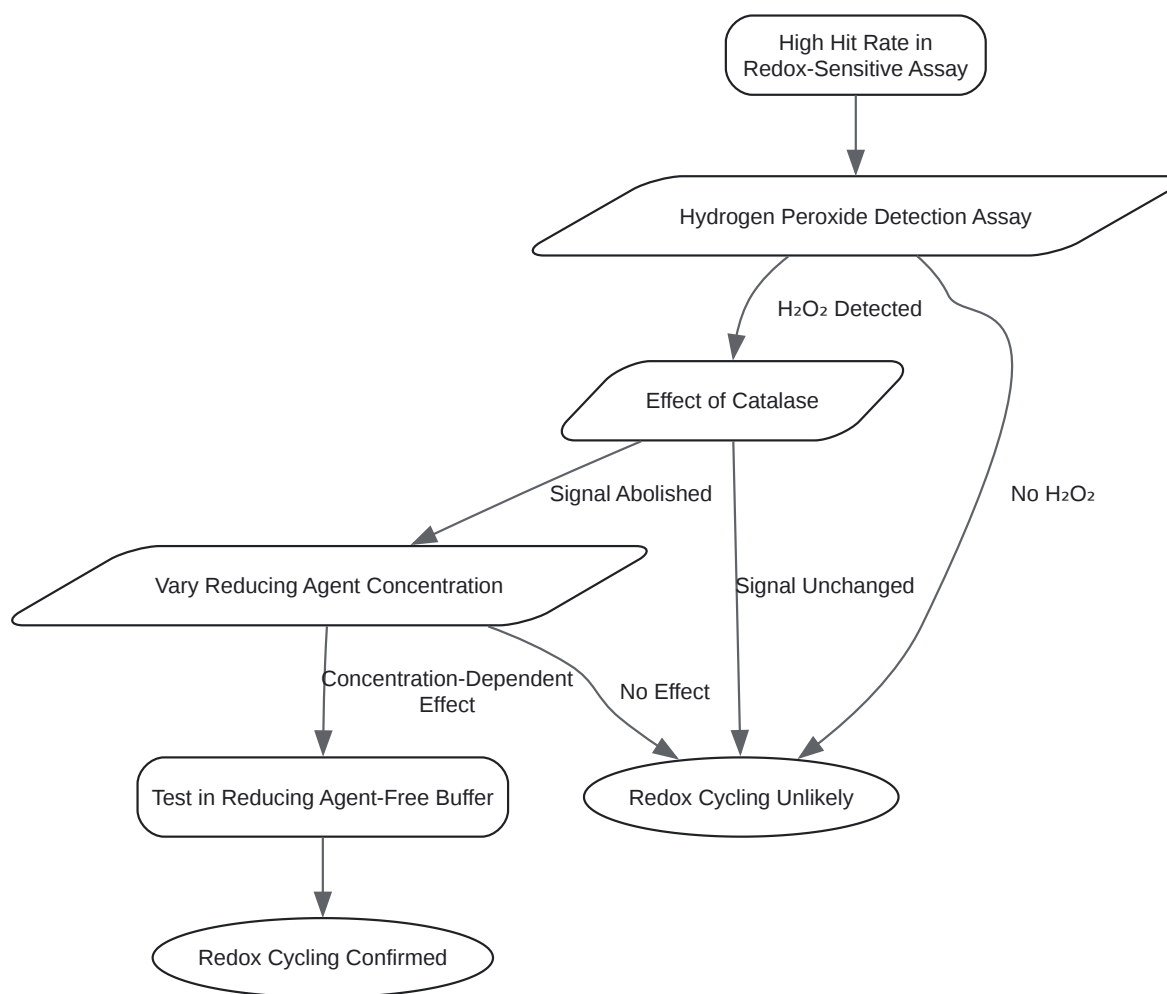 High Hit Rate in
Redox-Sensitive Assay
Hydrogen Peroxide Detection Assay
H₂O₂ Detected
Effect of Catalase
Signal Abolished
No H₂O₂
Vary Reducing Agent Concentration
Signal Unchanged
Concentration-Dependent
Effect
No Effect
Test in Reducing Agent-Free Buffer
Redox Cycling Unlikely
Redox Cycling Confirmed